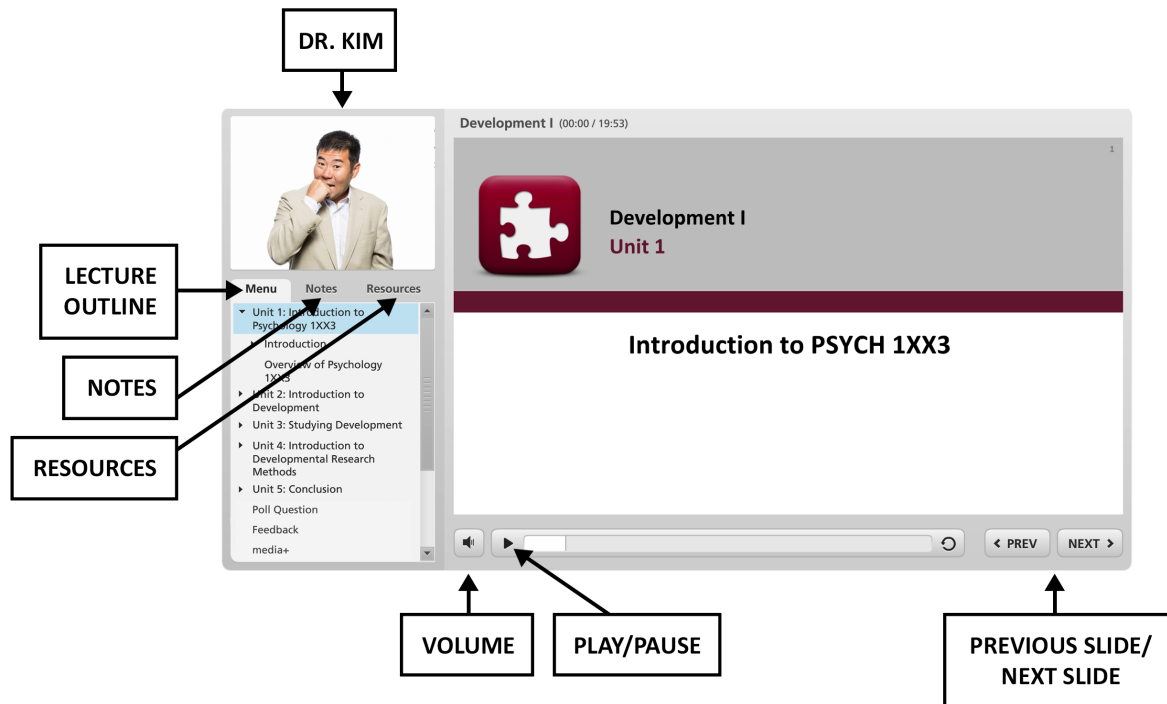 DR. KIM
Development I (00:00 / 19:53)
1
Development I
Unit 1
Introduction to PSYCH 1XX3
LECTURE
OUTLINE
NOTES
RESOURCES
Menu
Notes
Resources
Unit 1: Introduction to
Psychology 1XX3
Introduction
Overview of Psychology
1XX3
Unit 2: Introduction to
Development
Unit 3: Studying Development
Unit 4: Introduction to
Developmental Research
Methods
Unit 5: Conclusion
Poll Question
Feedback
media+
PREV
NEXT
VOLUME
PLAY/PAUSE
PREVIOUS SLIDE/
NEXT SLIDE